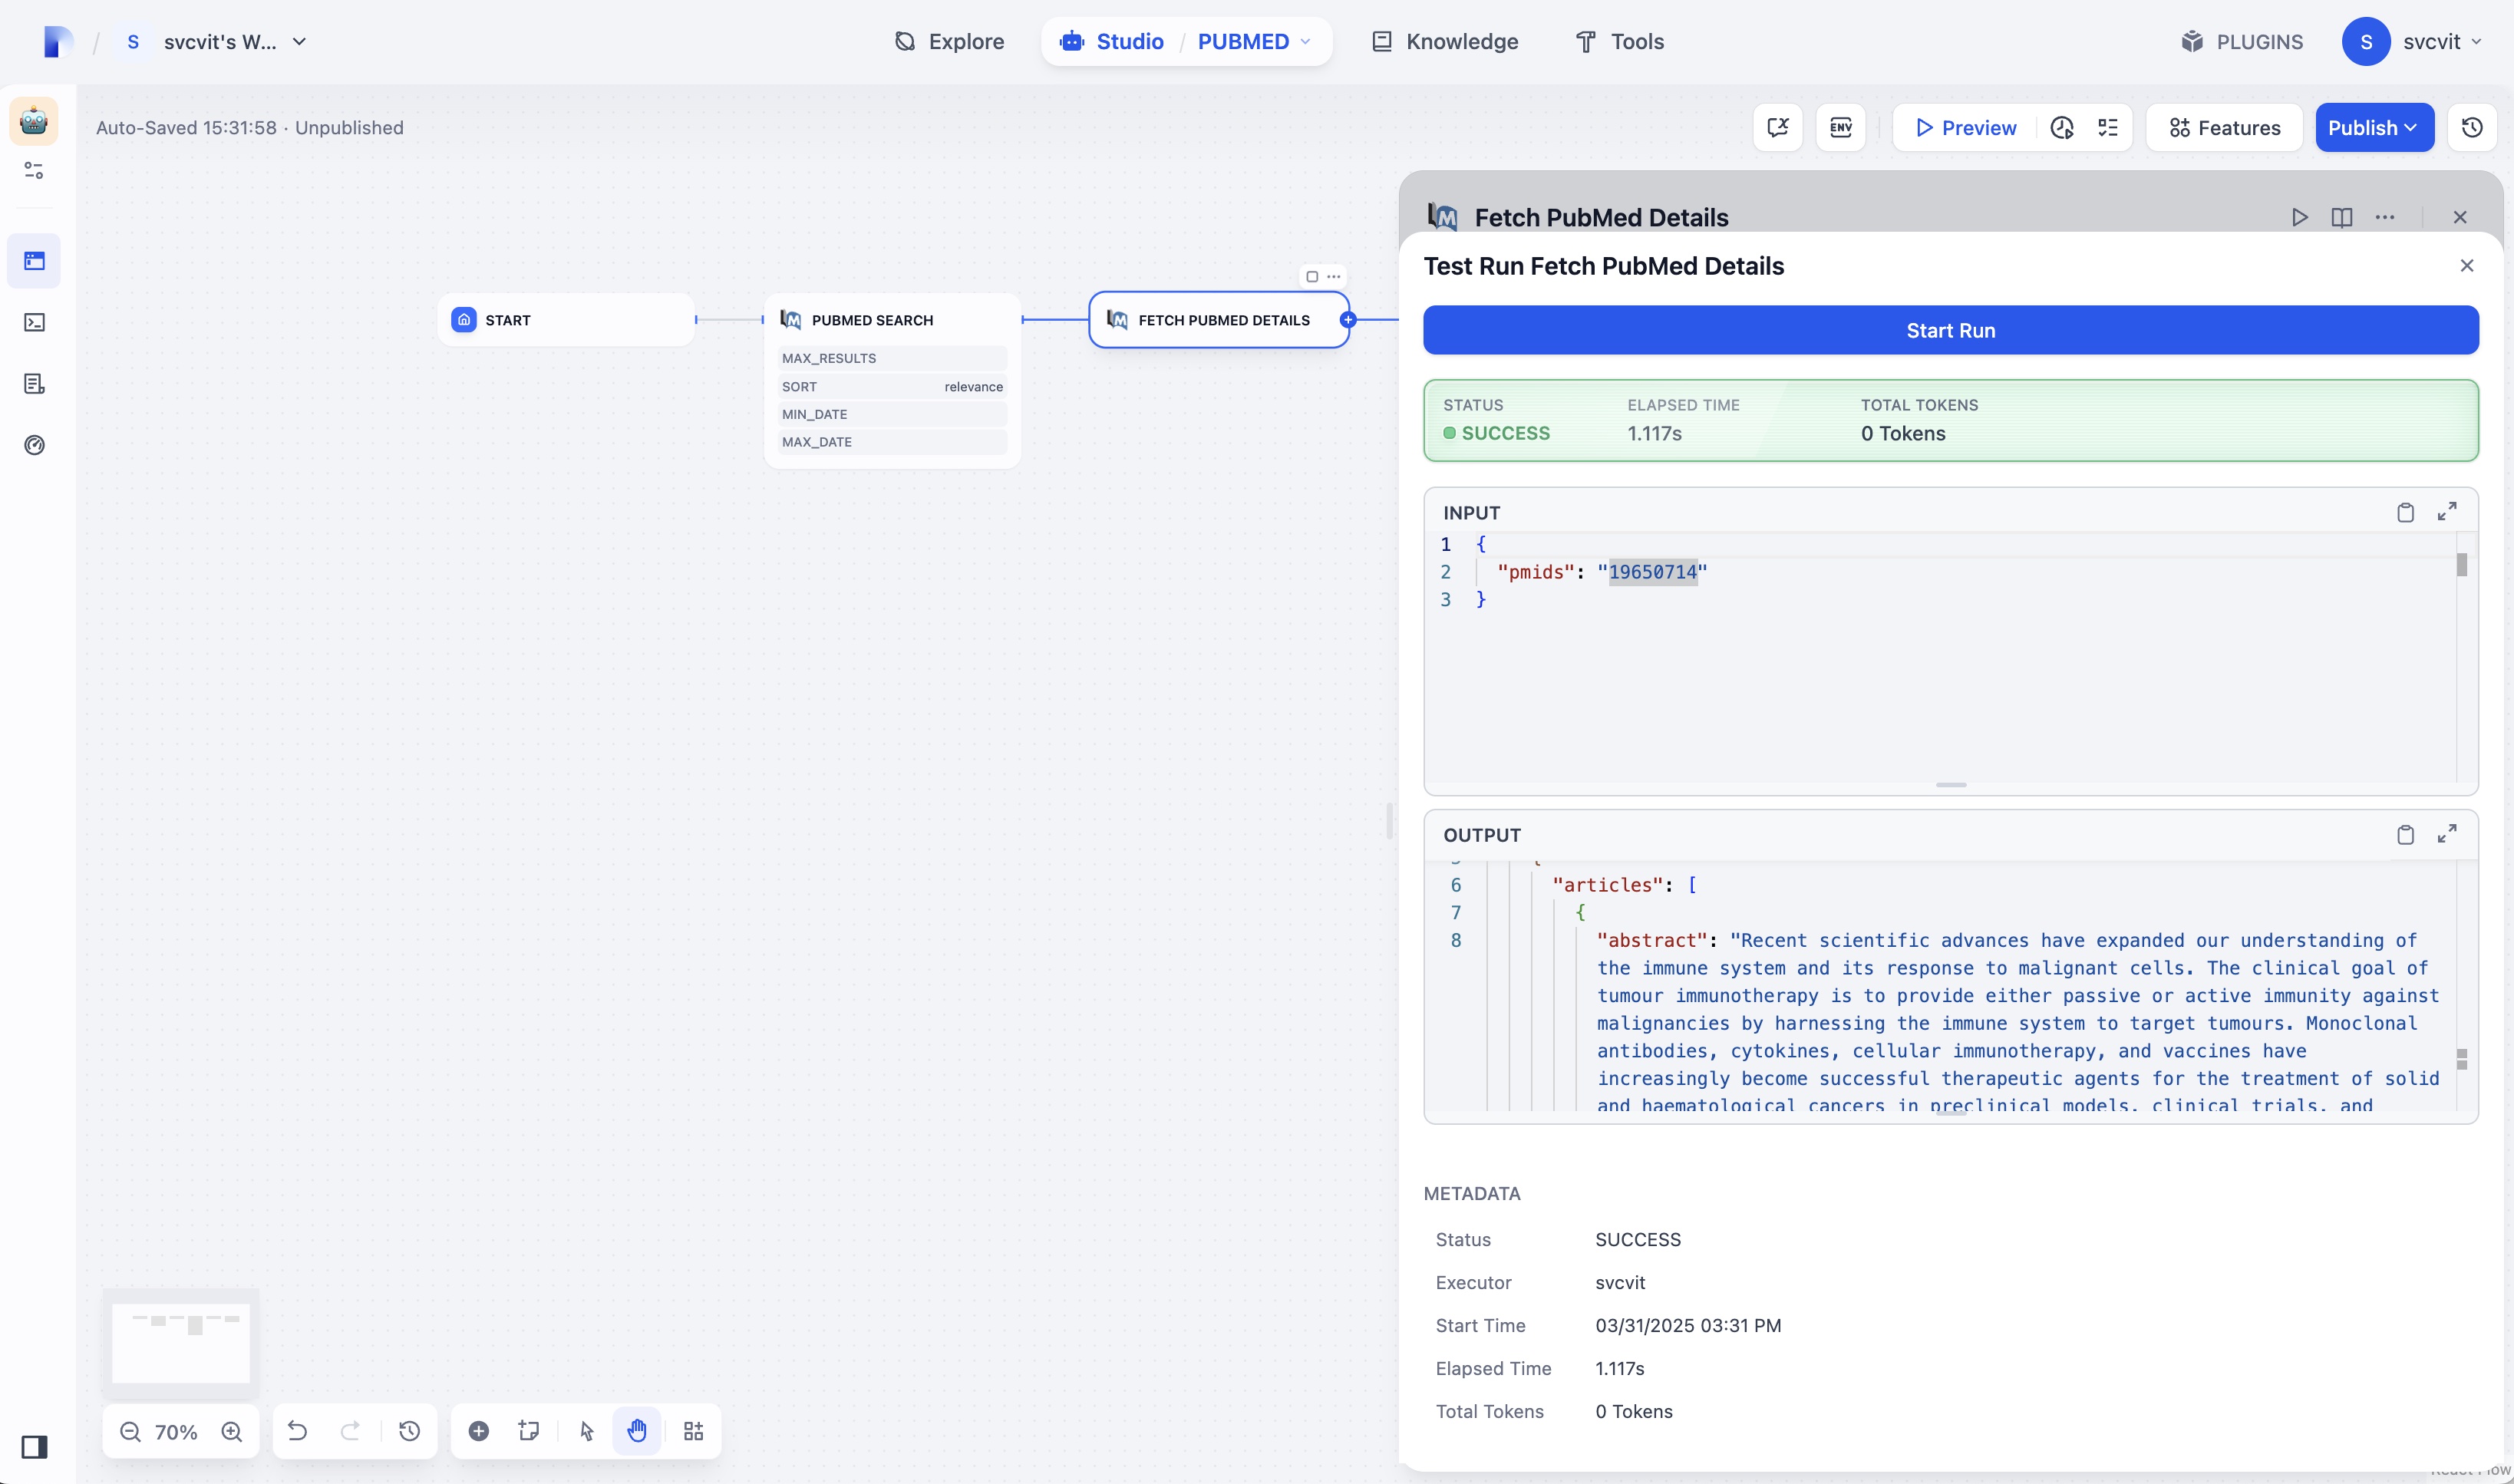 S svcvit's W...
Explore
Studio / PUBMED
Knowledge
Tools
PLUGINS
S svcvit
Auto-Saved 15:31:58 · Unpublished
ENV
Preview
Features
Publish
START
PUBMED SEARCH
MAX_RESULTS
SORT relevance
MIN_DATE
MAX_DATE
FETCH PUBMED DETAILS
Fetch PubMed Details
Test Run Fetch PubMed Details
Start Run
STATUS ELAPSED TIME TOTAL TOKENS
SUCCESS 1.117s 0 Tokens
INPUT
1 {
2 "pmids": "19650714"
3 }
OUTPUT
6 "articles": [
7 {
8 "abstract": "Recent scientific advances have expanded our understanding of
the immune system and its response to malignant cells. The clinical goal of
tumour immunotherapy is to provide either passive or active immunity against
malignancies by harnessing the immune system to target tumours. Monoclonal
antibodies, cytokines, cellular immunotherapy, and vaccines have
increasingly become successful therapeutic agents for the treatment of solid
and haematological cancers in preclinical models, clinical trials, and
METADATA
Status SUCCESS
Executor svcvit
Start Time 03/31/2025 03:31 PM
Elapsed Time 1.117s
Total Tokens 0 Tokens
70%
React Flow